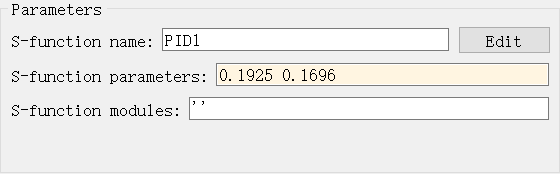 Parameters
S-function name: PID1 Edit
S-function parameters: 0.1925 0.1696
S-function modules: ''